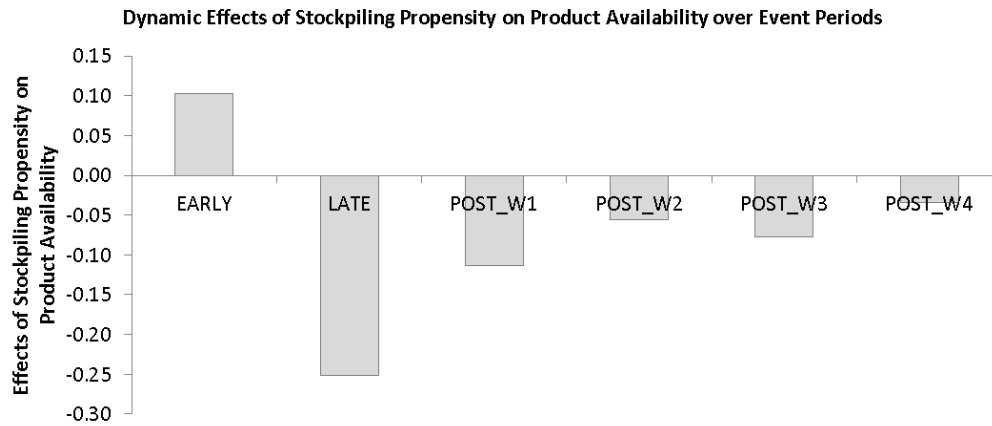 Dynamic Effects of Stockpiling Propensity on Product Availability over Event Periods
Effects of Stockpiling Propensity on
Product Availability
0.15
0.10
0.05
0.00
-0.05
-0.10
-0.15
-0.20
-0.25
-0.30
EARLY
LATE
POST_W1
POST_W2
POST_W3
POST_W4